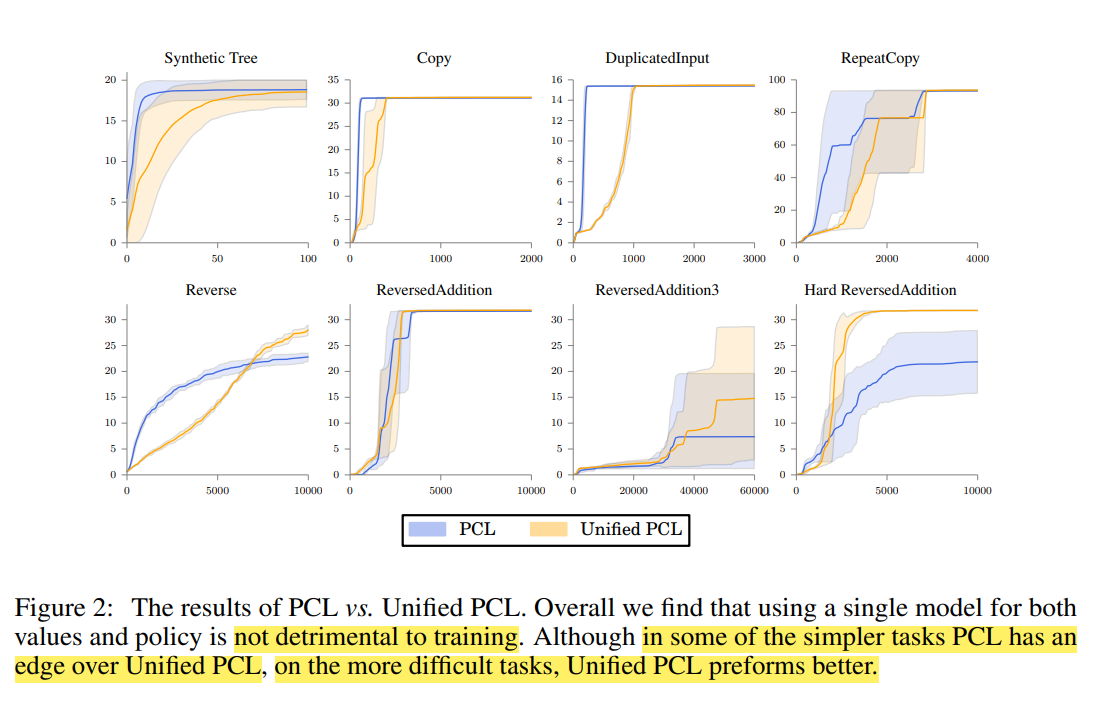 Synthetic Tree
Copy
DuplicatedInput
RepeatCopy
20
15
10
5
0
0 50 100
35
30
25
20
15
10
5
0
0 1000 2000
16
14
12
10
8
6
4
2
0
0 1000 2000 3000
100
80
60
40
20
0
0 2000 4000
Reverse
ReversedAddition
ReversedAddition3
Hard ReversedAddition
30
25
20
15
10
5
0
0 5000 10000
30
25
20
15
10
5
0
0 5000 10000
30
25
20
15
10
5
0
0 20000 40000 60000
30
25
20
15
10
5
0
0 5000 10000
PCL Unified PCL
Figure 2: The results of PCL vs. Unified PCL. Overall we find that using a single model for both
values and policy is not detrimental to training. Although in some of the simpler tasks PCL has an
edge over Unified PCL, on the more difficult tasks, Unified PCL preforms better.